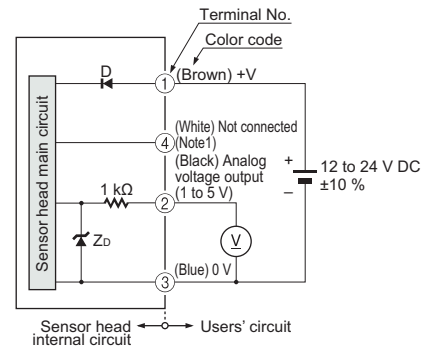 Terminal No.
Color code
D
1
(Brown) +V
Sensor head main circuit
4
(White) Not connected
(Note1)
(Black) Analog
voltage output
(1 to 5 V)
+
12 to 24 V DC
–
±10 %
1 kΩ
2
ZD
V
3
(Blue) 0 V
Sensor head
internal circuit
Users' circuit